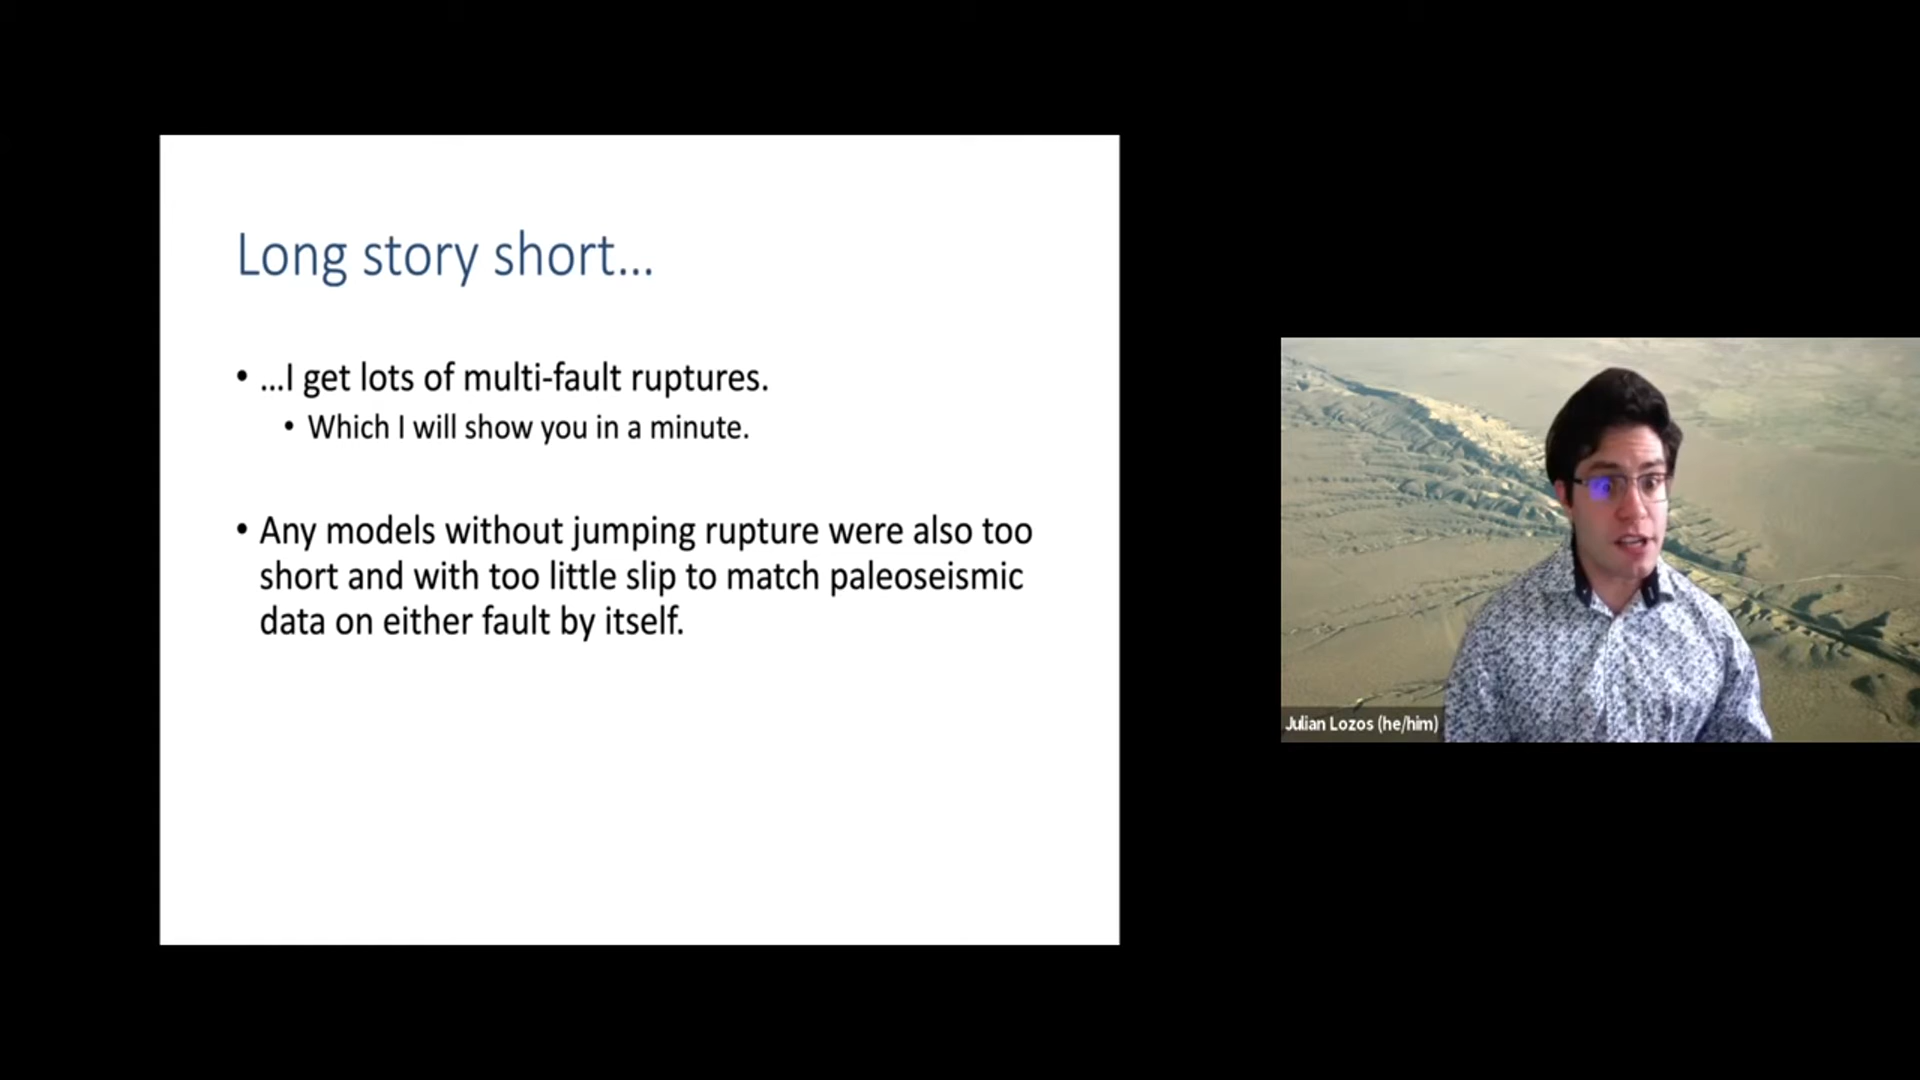 Long story short...
• ...I get lots of multi-fault ruptures.
• Which I will show you in a minute.
• Any models without jumping rupture were also too
short and with too little slip to match paleoseismic
data on either fault by itself.
Julian Lozos (he/him)